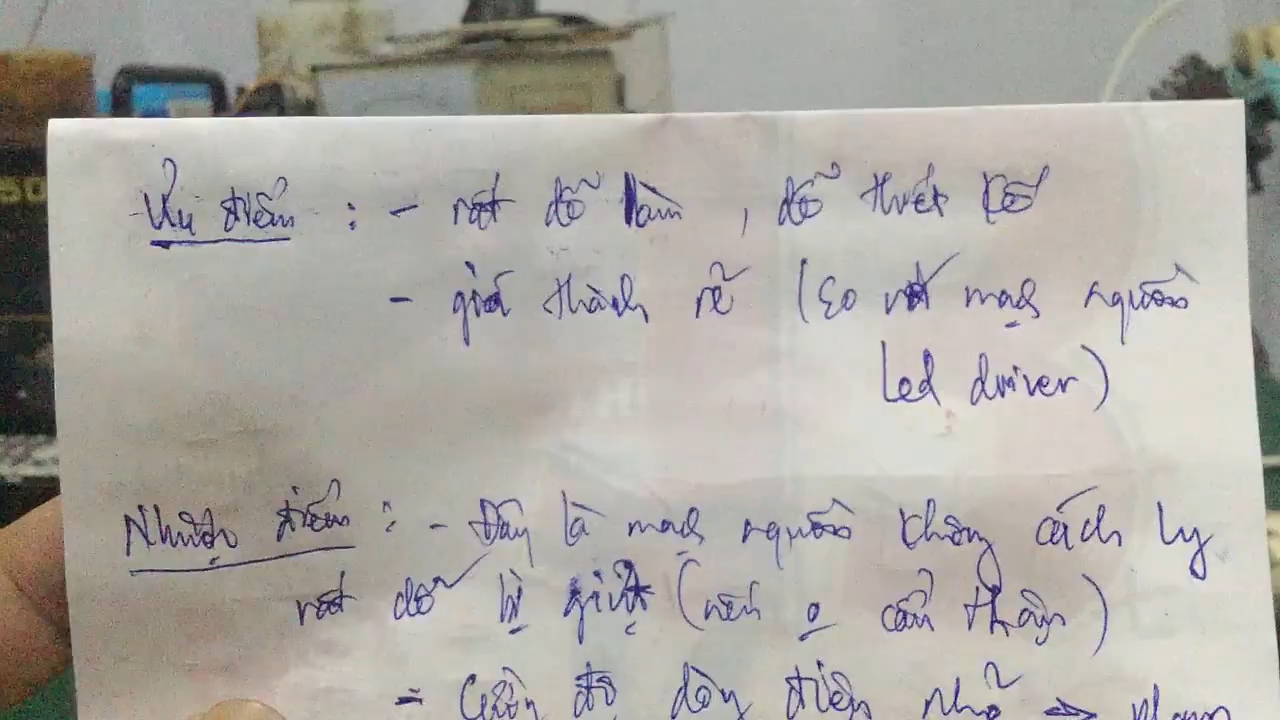 Ưu điểm : - rất dễ làm , dễ thiết kế
- giá thành rẻ (so với mạch nguồn
Led driver)
Nhược điểm : - Đây là mạch nguồn không cách ly
rất dễ bị giật (nếu o cẩn thận)
- Cường độ dòng điện nhỏ →